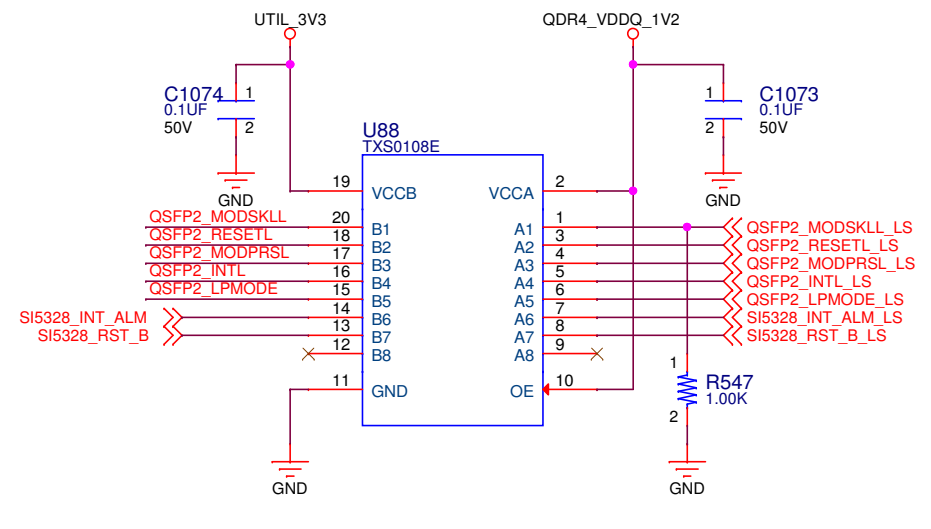 UTIL_3V3
QDR4_VDDQ_1V2
C1074
0.1UF
50V
1
2
C1073
0.1UF
50V
1
2
GND
GND
U88
TXS0108E
19 VCCB VCCA 2
QSFP2_MODSKLL 20 B1 A1 1 QSFP2_MODSKLL_LS
QSFP2_RESETL 18 B2 A2 3 QSFP2_RESETL_LS
QSFP2_MODPRSL 17 B3 A3 4 QSFP2_MODPRSL_LS
QSFP2_INTL 16 B4 A4 5 QSFP2_INTL_LS
QSFP2_LPMODE 15 B5 A5 6 QSFP2_LPMODE_LS
SI5328_INT_ALM 14 B6 A6 7 SI5328_INT_ALM_LS
SI5328_RST_B 13 B7 A7 8 SI5328_RST_B_LS
12 B8 A8 9
11 GND OE 10
1
R547
1.00K
2
GND
GND